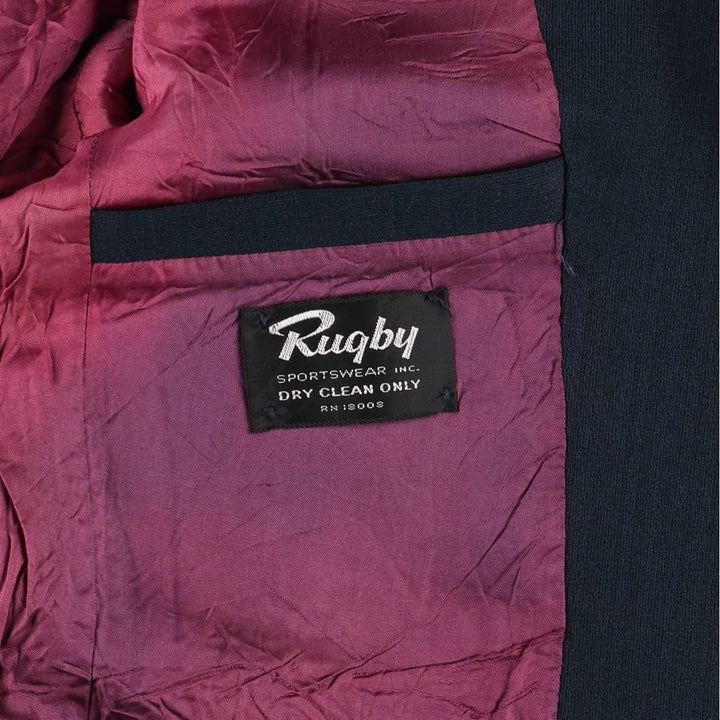 Rugby
SPORTSWEAR INC.
DRY CLEAN ONLY
RN 18008